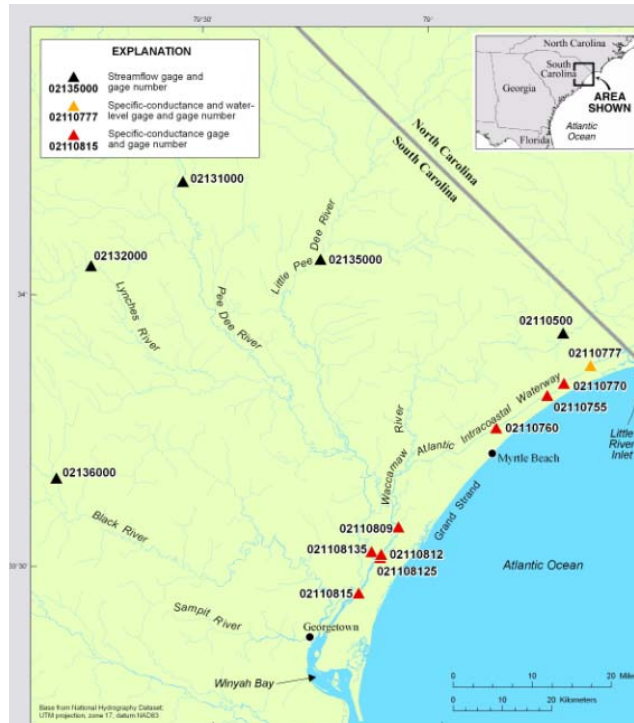 79°30'
79°
EXPLANATION
02135000
Streamflow gage and
gage number
02110777
Specific-conductance and water-
level gage and gage number
02110815
Specific-conductance gage
and gage number
North Carolina
South
Carolina
Georgia
Florida
AREA
SHOWN
Atlantic
Ocean
North Carolina
South Carolina
02131000
02132000
Lynches River
Pee Dee River
Little Pee Dee River
02135000
34°
02110500
02110777
02110770
02110755
02110760
Atlantic Intracoastal Waterway
Waccamaw River
Little
River
Inlet
Myrtle Beach
Grand Strand
02136000
Black River
02110809
021108135
02110812
021108125
02110815
Atlantic Ocean
Sampit River
Georgetown
Winyah Bay
0 10 20
0 10 20 Kilometers
Base from National Hydrography Dataset:
UTM projection, zone 17, datum NAD83